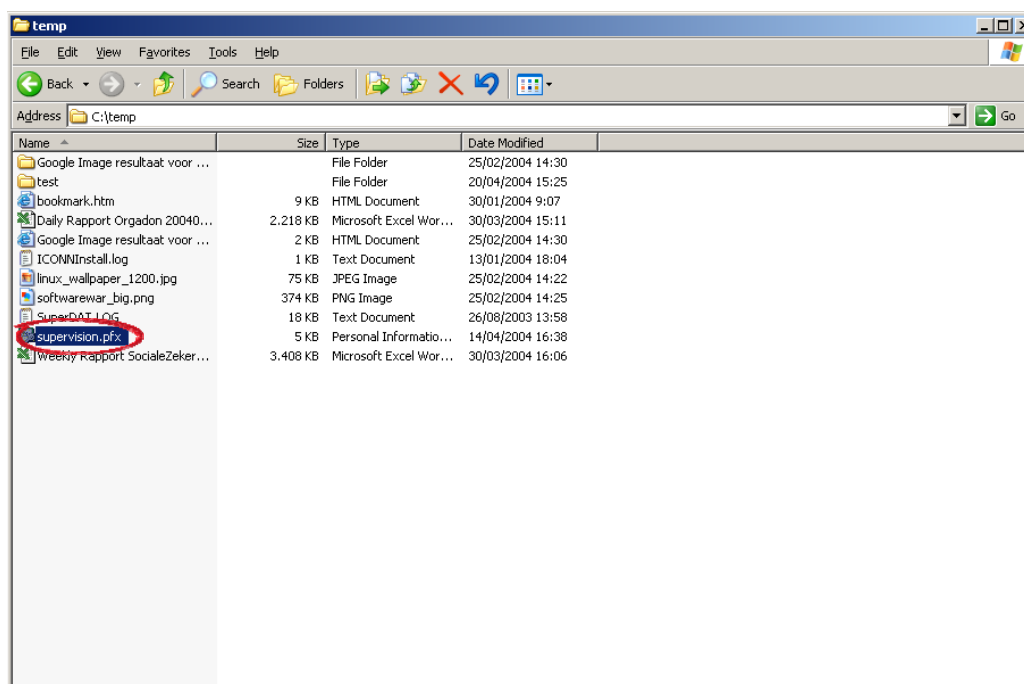 temp
File Edit View Favorites Tools Help
Back Search Folders
Address C:\temp Go
Name Size Type Date Modified
Google Image resultaat voor ... File Folder 25/02/2004 14:30
test File Folder 20/04/2004 15:25
bookmark.htm 9 KB HTML Document 30/01/2004 9:07
Daily Rapport Orgadon 20040... 2.218 KB Microsoft Excel Wor... 30/03/2004 15:11
Google Image resultaat voor ... 2 KB HTML Document 25/02/2004 14:30
ICONNInstall.log 1 KB Text Document 13/01/2004 18:04
linux_wallpaper_1200.jpg 75 KB JPEG Image 25/02/2004 14:22
softwarewar_big.png 374 KB PNG Image 25/02/2004 14:25
SuperDAT.LOG 18 KB Text Document 26/08/2003 13:58
supervision.pfx 5 KB Personal Informatio... 14/04/2004 16:38
Weekly Rapport SocialeZeker... 3.408 KB Microsoft Excel Wor... 30/03/2004 16:06